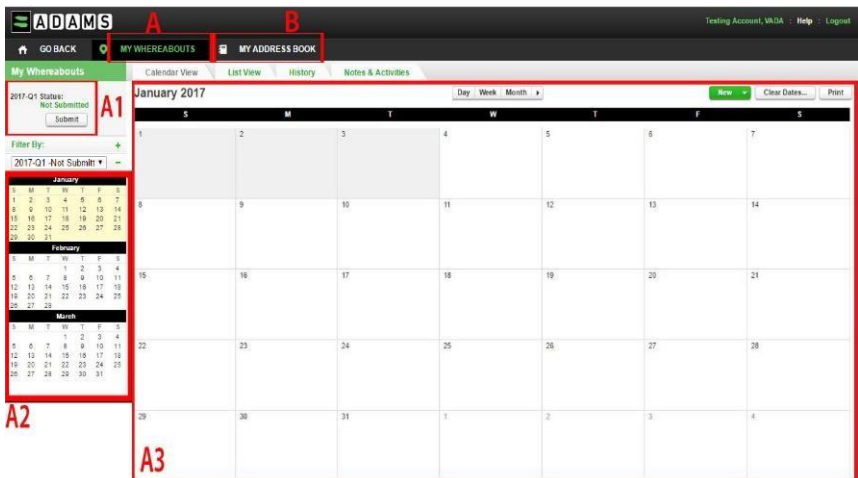 ADAMS
A
B
Testing Account, VADA : Help : Logout
GO BACK
MY WHEREABOUTS
MY ADDRESS BOOK
My Whereabouts
Calendar View
List View
History
Notes & Activities
2017-Q1 Status:
Not Submitted
Submit
A1
January 2017
Day Week Month
New
Clear Dates...
Print
S M T W T F S
1 2 3 4 5 6 7
8 9 10 11 12 13 14
15 16 17 18 19 20 21
22 23 24 25 26 27 28
29 30 31 1 2 3 4
Filter By: +
2017-Q1 -Not Submitt −
January
S M T W T F S
1 2 3 4 5 6 7
8 9 10 11 12 13 14
15 16 17 18 19 20 21
22 23 24 25 26 27 28
29 30 31
February
S M T W T F S
1 2 3 4
5 6 7 8 9 10 11
12 13 14 15 16 17 18
19 20 21 22 23 24 25
26 27 28
March
S M T W T F S
1 2 3 4
5 6 7 8 9 10 11
12 13 14 15 16 17 18
19 20 21 22 23 24 25
26 27 28 29 30 31
A2
A3